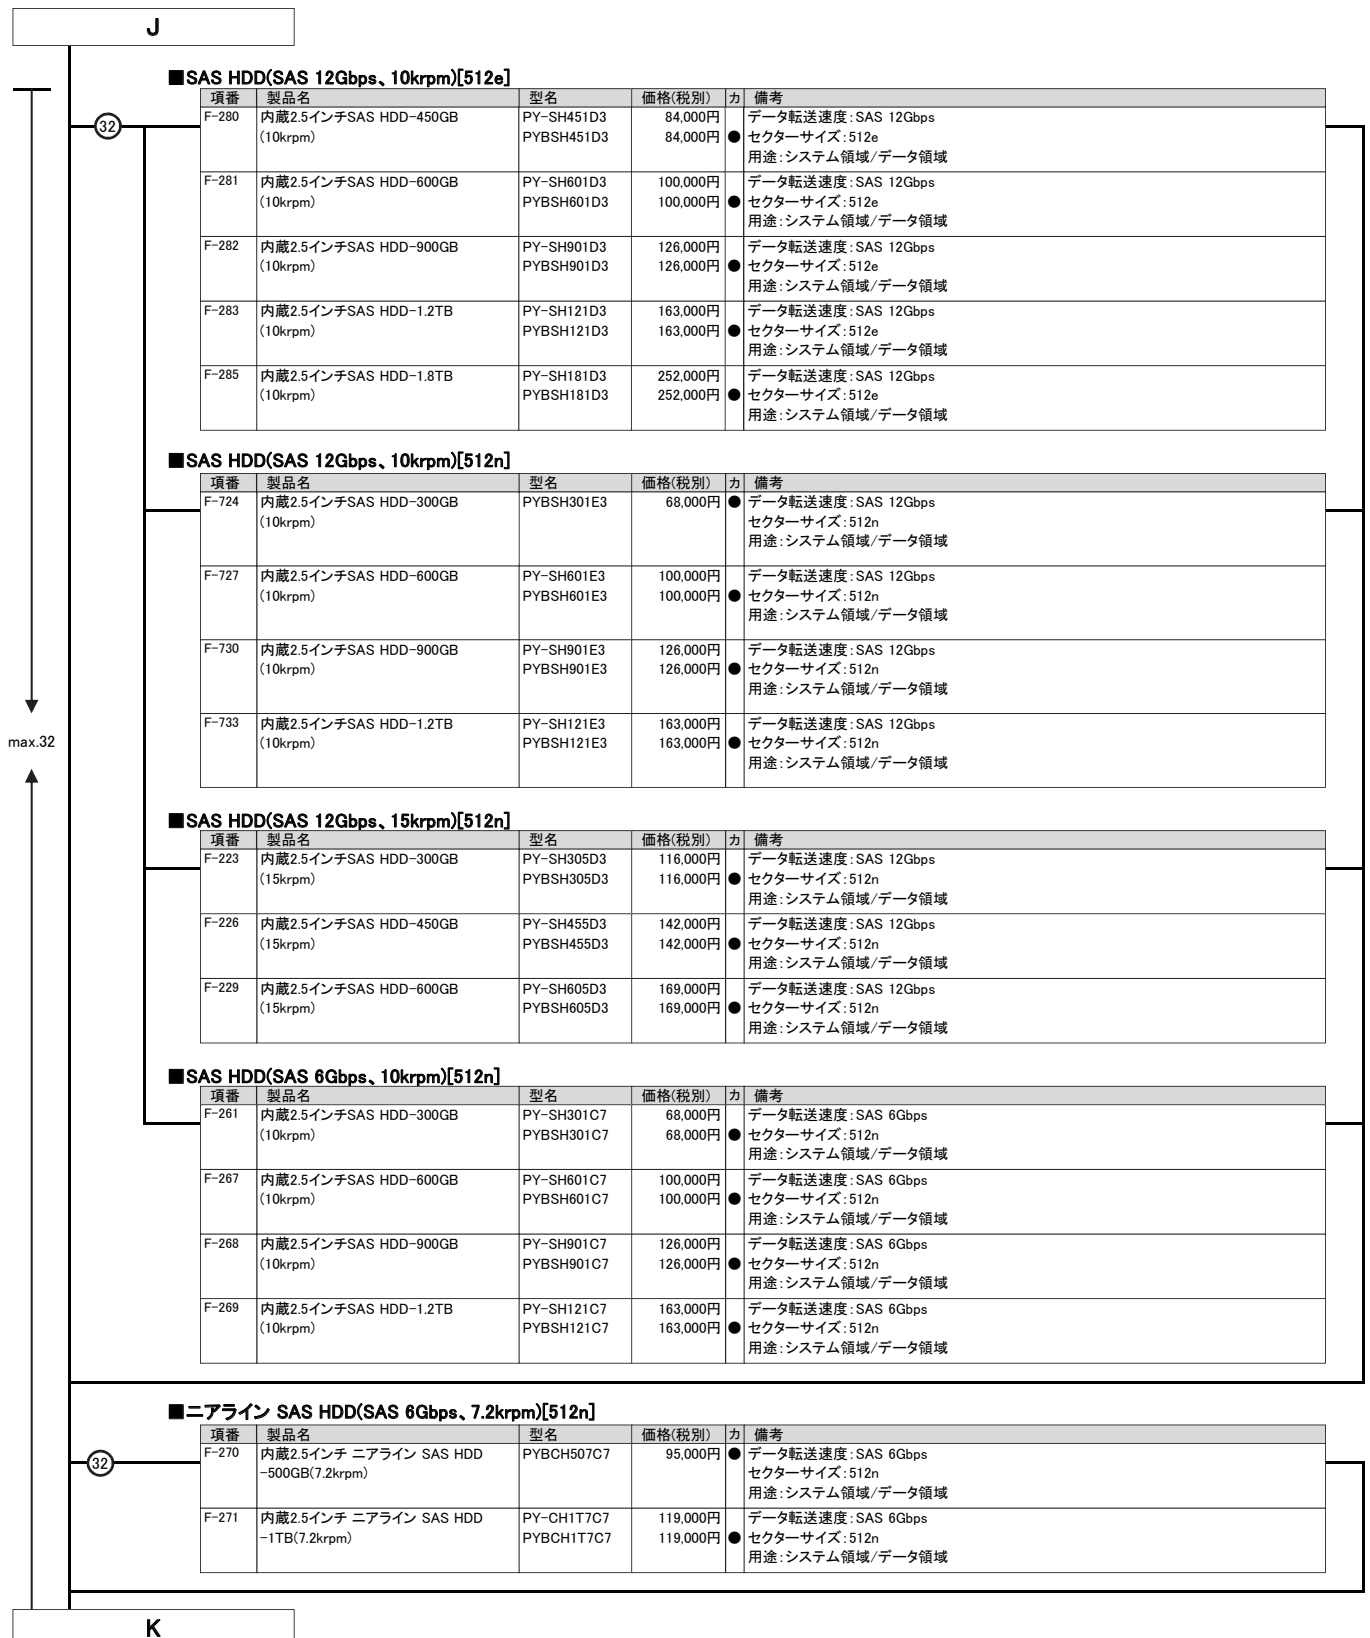 J
■SAS HDD(SAS 12Gbps、10krpm)[512e]
項番 製品名 型名 価格(税別) カ 備考
F-280 内蔵2.5インチSAS HDD-450GB PY-SH451D3 84,000円 データ転送速度:SAS 12Gbps
(10krpm) PYBSH451D3 84,000円 ● セクターサイズ:512e
用途:システム領域/データ領域
F-281 内蔵2.5インチSAS HDD-600GB PY-SH601D3 100,000円 データ転送速度:SAS 12Gbps
(10krpm) PYBSH601D3 100,000円 ● セクターサイズ:512e
用途:システム領域/データ領域
F-282 内蔵2.5インチSAS HDD-900GB PY-SH901D3 126,000円 データ転送速度:SAS 12Gbps
(10krpm) PYBSH901D3 126,000円 ● セクターサイズ:512e
用途:システム領域/データ領域
F-283 内蔵2.5インチSAS HDD-1.2TB PY-SH121D3 163,000円 データ転送速度:SAS 12Gbps
(10krpm) PYBSH121D3 163,000円 ● セクターサイズ:512e
用途:システム領域/データ領域
F-285 内蔵2.5インチSAS HDD-1.8TB PY-SH181D3 252,000円 データ転送速度:SAS 12Gbps
(10krpm) PYBSH181D3 252,000円 ● セクターサイズ:512e
用途:システム領域/データ領域
32
■SAS HDD(SAS 12Gbps、10krpm)[512n]
項番 製品名 型名 価格(税別) カ 備考
F-724 内蔵2.5インチSAS HDD-300GB PYBSH301E3 68,000円 ● データ転送速度:SAS 12Gbps
(10krpm) セクターサイズ:512n
用途:システム領域/データ領域
F-727 内蔵2.5インチSAS HDD-600GB PY-SH601E3 100,000円 データ転送速度:SAS 12Gbps
(10krpm) PYBSH601E3 100,000円 ● セクターサイズ:512n
用途:システム領域/データ領域
F-730 内蔵2.5インチSAS HDD-900GB PY-SH901E3 126,000円 データ転送速度:SAS 12Gbps
(10krpm) PYBSH901E3 126,000円 ● セクターサイズ:512n
用途:システム領域/データ領域
F-733 内蔵2.5インチSAS HDD-1.2TB PY-SH121E3 163,000円 データ転送速度:SAS 12Gbps
(10krpm) PYBSH121E3 163,000円 ● セクターサイズ:512n
用途:システム領域/データ領域
max.32
■SAS HDD(SAS 12Gbps、15krpm)[512n]
項番 製品名 型名 価格(税別) カ 備考
F-223 内蔵2.5インチSAS HDD-300GB PY-SH305D3 116,000円 データ転送速度:SAS 12Gbps
(15krpm) PYBSH305D3 116,000円 ● セクターサイズ:512n
用途:システム領域/データ領域
F-226 内蔵2.5インチSAS HDD-450GB PY-SH455D3 142,000円 データ転送速度:SAS 12Gbps
(15krpm) PYBSH455D3 142,000円 ● セクターサイズ:512n
用途:システム領域/データ領域
F-229 内蔵2.5インチSAS HDD-600GB PY-SH605D3 169,000円 データ転送速度:SAS 12Gbps
(15krpm) PYBSH605D3 169,000円 ● セクターサイズ:512n
用途:システム領域/データ領域
■SAS HDD(SAS 6Gbps、10krpm)[512n]
項番 製品名 型名 価格(税別) カ 備考
F-261 内蔵2.5インチSAS HDD-300GB PY-SH301C7 68,000円 データ転送速度:SAS 6Gbps
(10krpm) PYBSH301C7 68,000円 ● セクターサイズ:512n
用途:システム領域/データ領域
F-267 内蔵2.5インチSAS HDD-600GB PY-SH601C7 100,000円 データ転送速度:SAS 6Gbps
(10krpm) PYBSH601C7 100,000円 ● セクターサイズ:512n
用途:システム領域/データ領域
F-268 内蔵2.5インチSAS HDD-900GB PY-SH901C7 126,000円 データ転送速度:SAS 6Gbps
(10krpm) PYBSH901C7 126,000円 ● セクターサイズ:512n
用途:システム領域/データ領域
F-269 内蔵2.5インチSAS HDD-1.2TB PY-SH121C7 163,000円 データ転送速度:SAS 6Gbps
(10krpm) PYBSH121C7 163,000円 ● セクターサイズ:512n
用途:システム領域/データ領域
■ニアライン SAS HDD(SAS 6Gbps、7.2krpm)[512n]
項番 製品名 型名 価格(税別) カ 備考
F-270 内蔵2.5インチ ニアライン SAS HDD PYBCH507C7 95,000円 ● データ転送速度:SAS 6Gbps
-500GB(7.2krpm) セクターサイズ:512n
用途:システム領域/データ領域
F-271 内蔵2.5インチ ニアライン SAS HDD PY-CH1T7C7 119,000円 データ転送速度:SAS 6Gbps
-1TB(7.2krpm) PYBCH1T7C7 119,000円 ● セクターサイズ:512n
用途:システム領域/データ領域
32
K